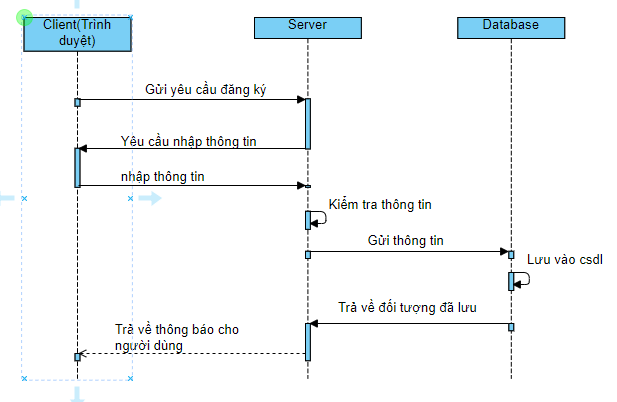 Client(Trình
duyệt)
Server
Database
Gửi yêu cầu đăng ký
Yêu cầu nhập thông tin
nhập thông tin
Kiểm tra thông tin
Gửi thông tin
Lưu vào csdl
Trả về đối tượng đã lưu
Trả về thông báo cho
người dùng